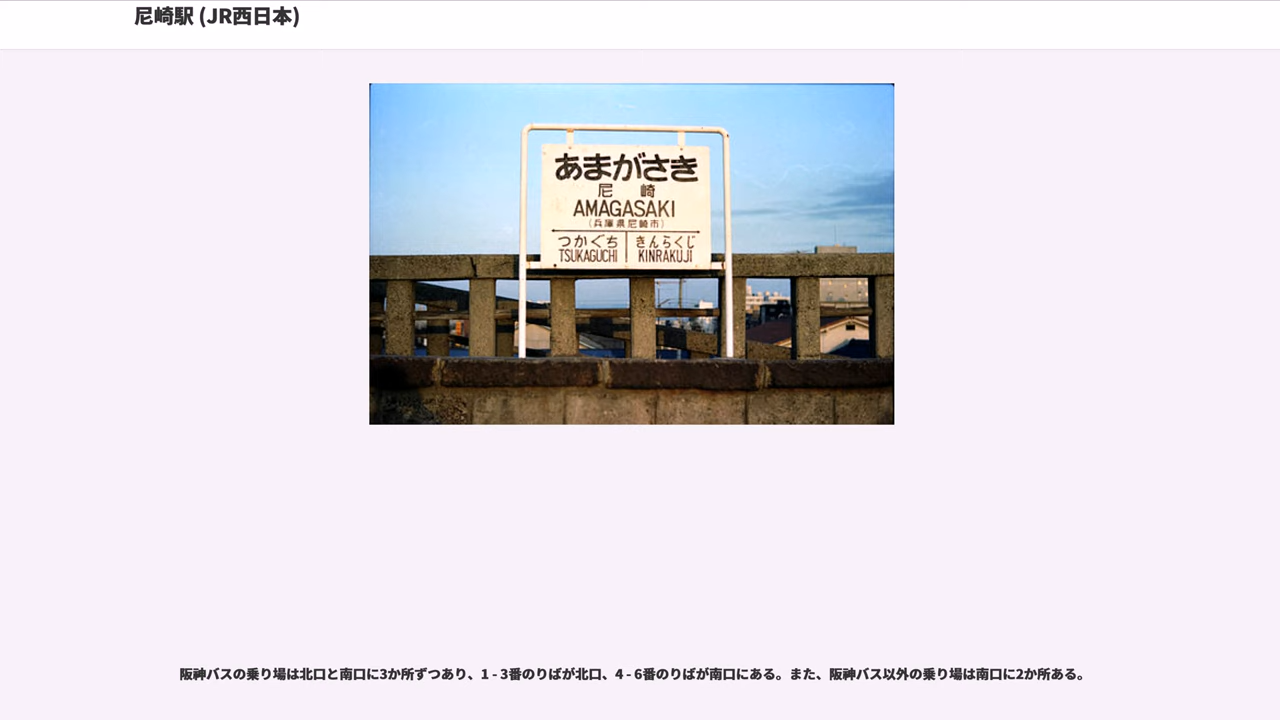 尼崎駅 (JR西日本)
あまがさき
尼 崎
AMAGASAKI
(兵庫県尼崎市)
つかぐち きんらくじ
TSUKAGUCHI KINRAKUJI
阪神バスの乗り場は北口と南口に3か所ずつあり、1 - 3番のりばが北口、4 - 6番のりばが南口にある。また、阪神バス以外の乗り場は南口に2か所ある。